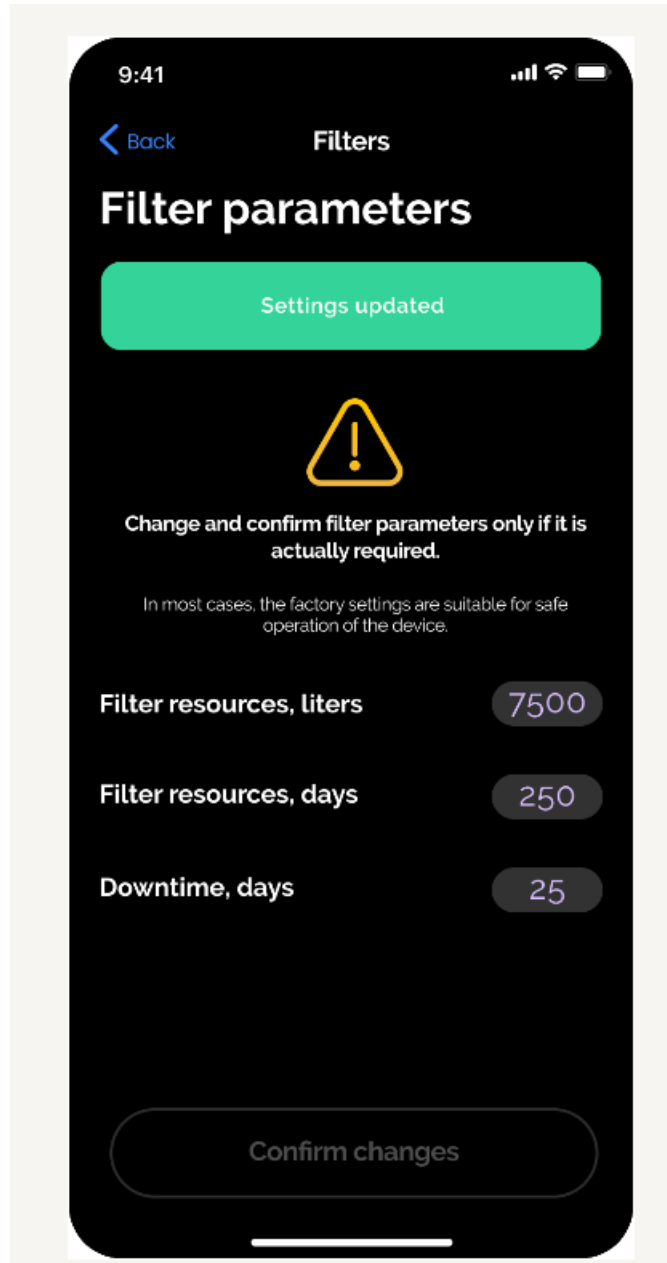 9:41
Back
Filters
Filter parameters
Settings updated
Change and confirm filter parameters only if it is
actually required.
In most cases, the factory settings are suitable for safe
operation of the device.
Filter resources, liters 7500
Filter resources, days 250
Downtime, days 25
Confirm changes